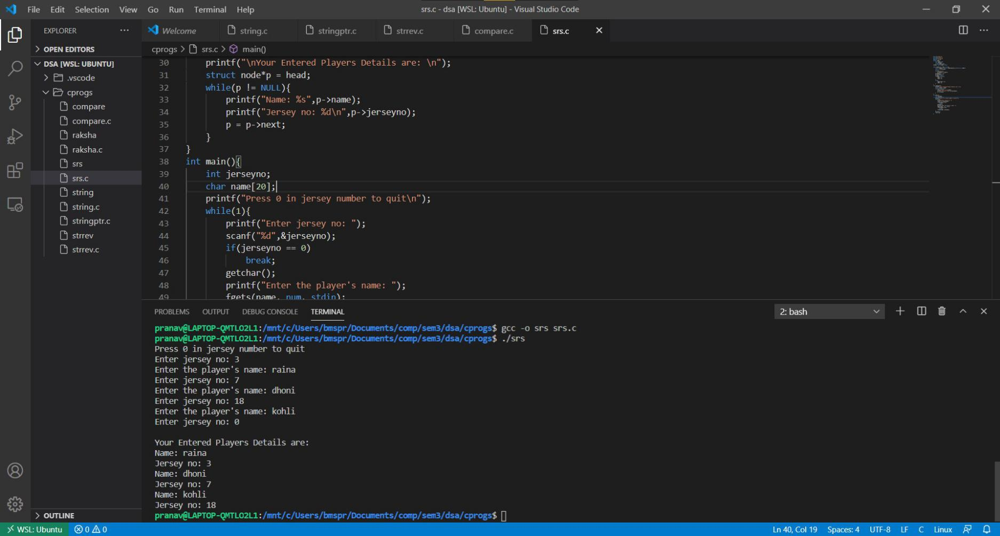 File Edit Selection View Go Run Terminal Help
srs.c - dsa [WSL: Ubuntu] - Visual Studio Code
EXPLORER
Welcome string.c stringptr.c strrev.c compare.c srs.c
OPEN EDITORS
DSA [WSL: UBUNTU]
.vscode
cprogs
compare
compare.c
raksha
raksha.c
srs
srs.c
string
string.c
stringptr.c
strrev
strrev.c
OUTLINE
cprogs > srs.c > main()
30 printf("\nYour Entered Players Details are: \n");
31 struct node*p = head;
32 while(p != NULL){
33 printf("Name: %s",p->name);
34 printf("Jersey no: %d\n",p->jerseyno);
35 p = p->next;
36 }
37 }
38 int main(){
39 int jerseyno;
40 char name[20];
41 printf("Press 0 in jersey number to quit\n");
42 while(1){
43 printf("Enter jersey no: ");
44 scanf("%d",&jerseyno);
45 if(jerseyno == 0)
46 break;
47 getchar();
48 printf("Enter the player's name: ");
49 fgets(name, num, stdin);
PROBLEMS OUTPUT DEBUG CONSOLE TERMINAL
2: bash
pranav@LAPTOP-QMTLO2L1:/mnt/c/Users/bmspr/Documents/comp/sem3/dsa/cprogs$ gcc -o srs srs.c
pranav@LAPTOP-QMTLO2L1:/mnt/c/Users/bmspr/Documents/comp/sem3/dsa/cprogs$ ./srs
Press 0 in jersey number to quit
Enter jersey no: 3
Enter the player's name: raina
Enter jersey no: 7
Enter the player's name: dhoni
Enter jersey no: 18
Enter the player's name: kohli
Enter jersey no: 0
Your Entered Players Details are:
Name: raina
Jersey no: 3
Name: dhoni
Jersey no: 7
Name: kohli
Jersey no: 18
pranav@LAPTOP-QMTLO2L1:/mnt/c/Users/bmspr/Documents/comp/sem3/dsa/cprogs$
WSL: Ubuntu 0 0
Ln 40, Col 19 Spaces: 4 UTF-8 LF C Linux